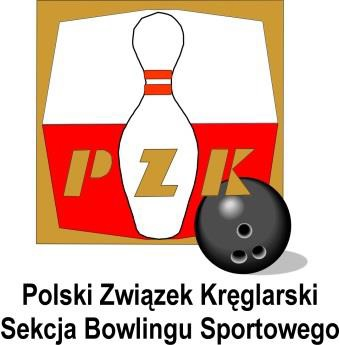 PZK
Polski Związek Kręglarski
Sekcja Bowlingu Sportowego